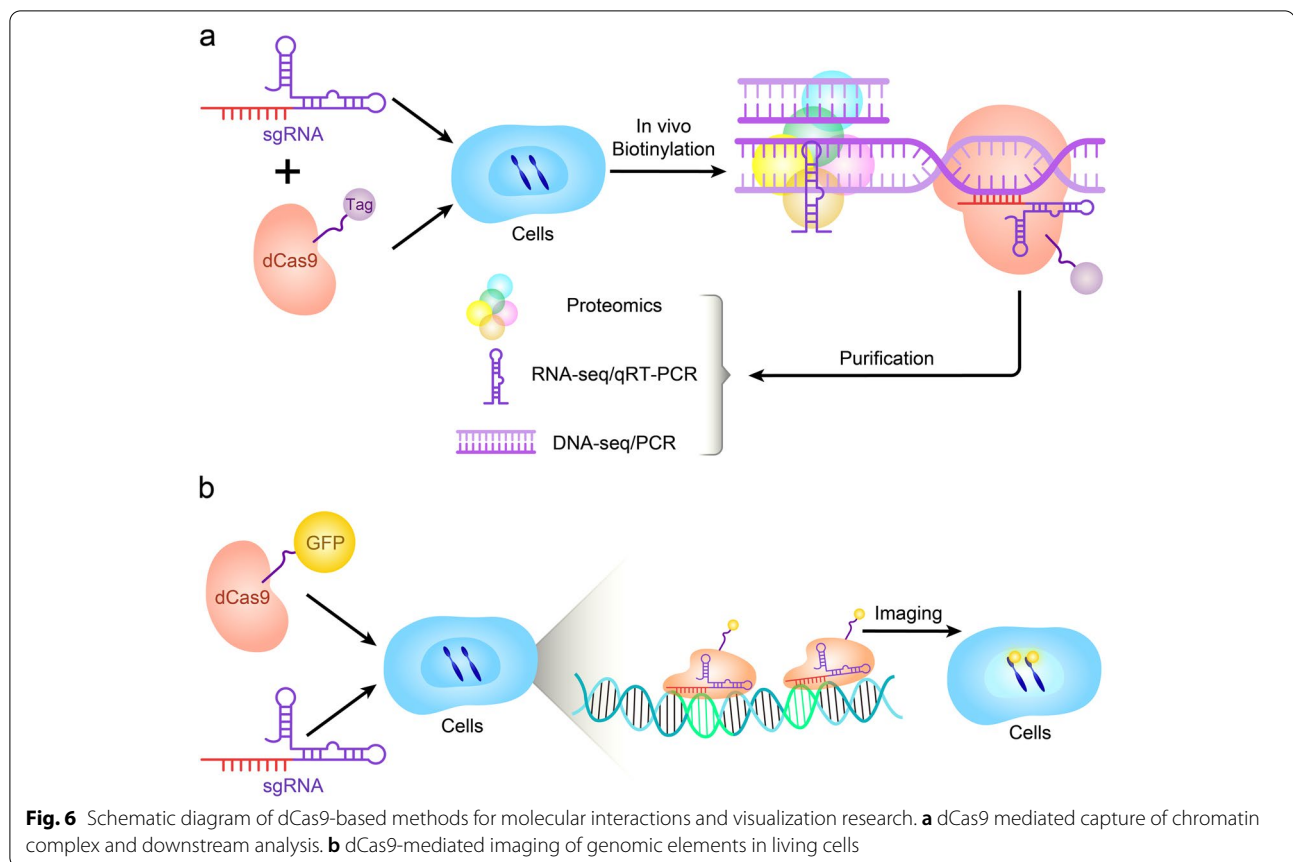 a
sgRNA
+
Tag
dCas9
Cells
In vivo
Biotinylation
Proteomics
RNA-seq/qRT-PCR
DNA-seq/PCR
Purification
b
GFP
dCas9
sgRNA
Cells
Imaging
Cells
Fig. 6 Schematic diagram of dCas9-based methods for molecular interactions and visualization research. a dCas9 mediated capture of chromatin
complex and downstream analysis. b dCas9-mediated imaging of genomic elements in living cells